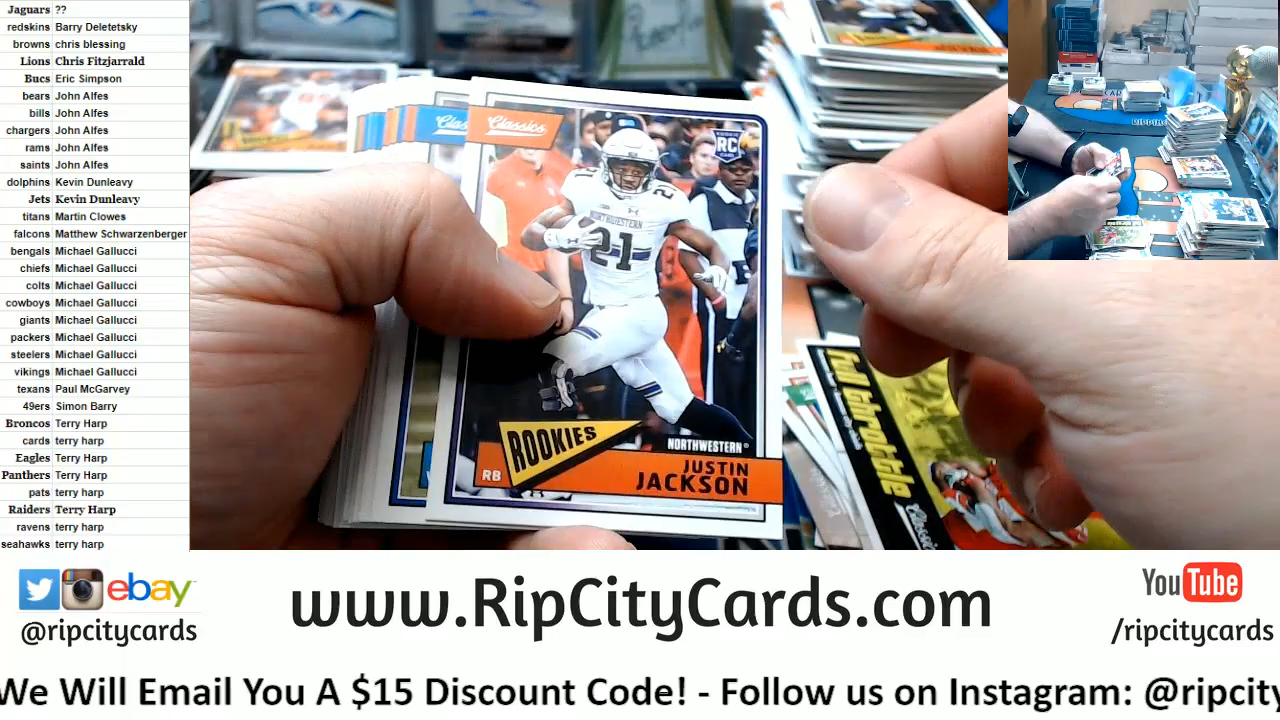 Jaguars ??
redskins Barry Deletetsky
browns chris blessing
Lions Chris Fitzjarrald
Bucs Eric Simpson
bears John Alfes
bills John Alfes
chargers John Alfes
rams John Alfes
saints John Alfes
dolphins Kevin Dunleavy
Jets Kevin Dunleavy
titans Martin Clowes
falcons Matthew Schwarzenberger
bengals Michael Gallucci
chiefs Michael Gallucci
colts Michael Gallucci
cowboys Michael Gallucci
giants Michael Gallucci
packers Michael Gallucci
steelers Michael Gallucci
vikings Michael Gallucci
texans Paul McGarvey
49ers Simon Barry
Broncos Terry Harp
cards terry harp
Eagles Terry Harp
Panthers Terry Harp
pats terry harp
Raiders Terry Harp
ravens terry harp
seahawks terry harp
Clas
Classics
RC
NORTHWESTERN
21
ROOKIES
NORTHWESTERN®
RB
JUSTIN
JACKSON
full throttle
Classics
ebay
@ripcitycards
www.RipCityCards.com
YouTube
/ripcitycards
We Will Email You A $15 Discount Code! - Follow us on Instagram: @ripcity